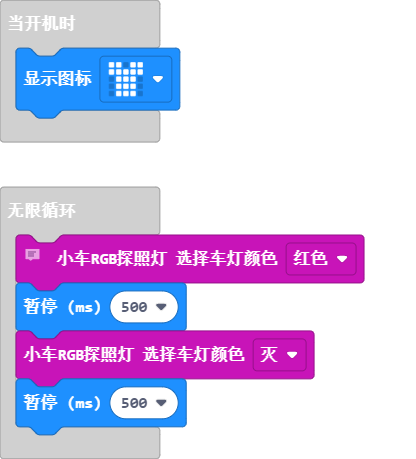 当开机时
显示图标
无限循环
小车RGB探照灯 选择车灯颜色 红色
暂停 (ms) 500
小车RGB探照灯 选择车灯颜色 灭
暂停 (ms) 500